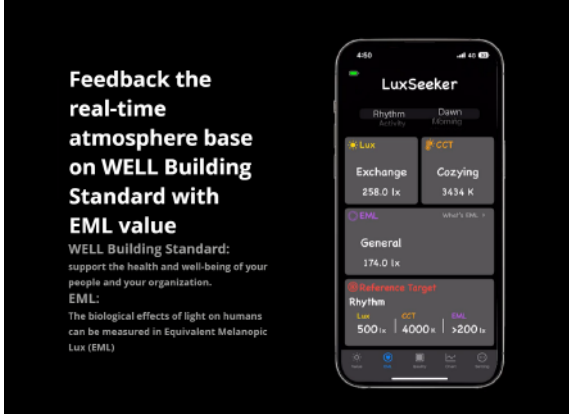 Feedback the
real-time
atmosphere base
on WELL Building
Standard with
EML value
WELL Building Standard:
support the health and well-being of your
people and your organization.
EML:
The biological effects of light on humans
can be measured in Equivalent Melanopic
Lux (EML)
4:50
LuxSeeker
Rhythm Dawn
Activity Morning
Lux CCT
Exchange Cozying
258.0 lx 3434 K
EML What's EML >
General
174.0 lx
Reference Target
Rhythm
Lux CCT EML
500 lx 4000 K >200 lx